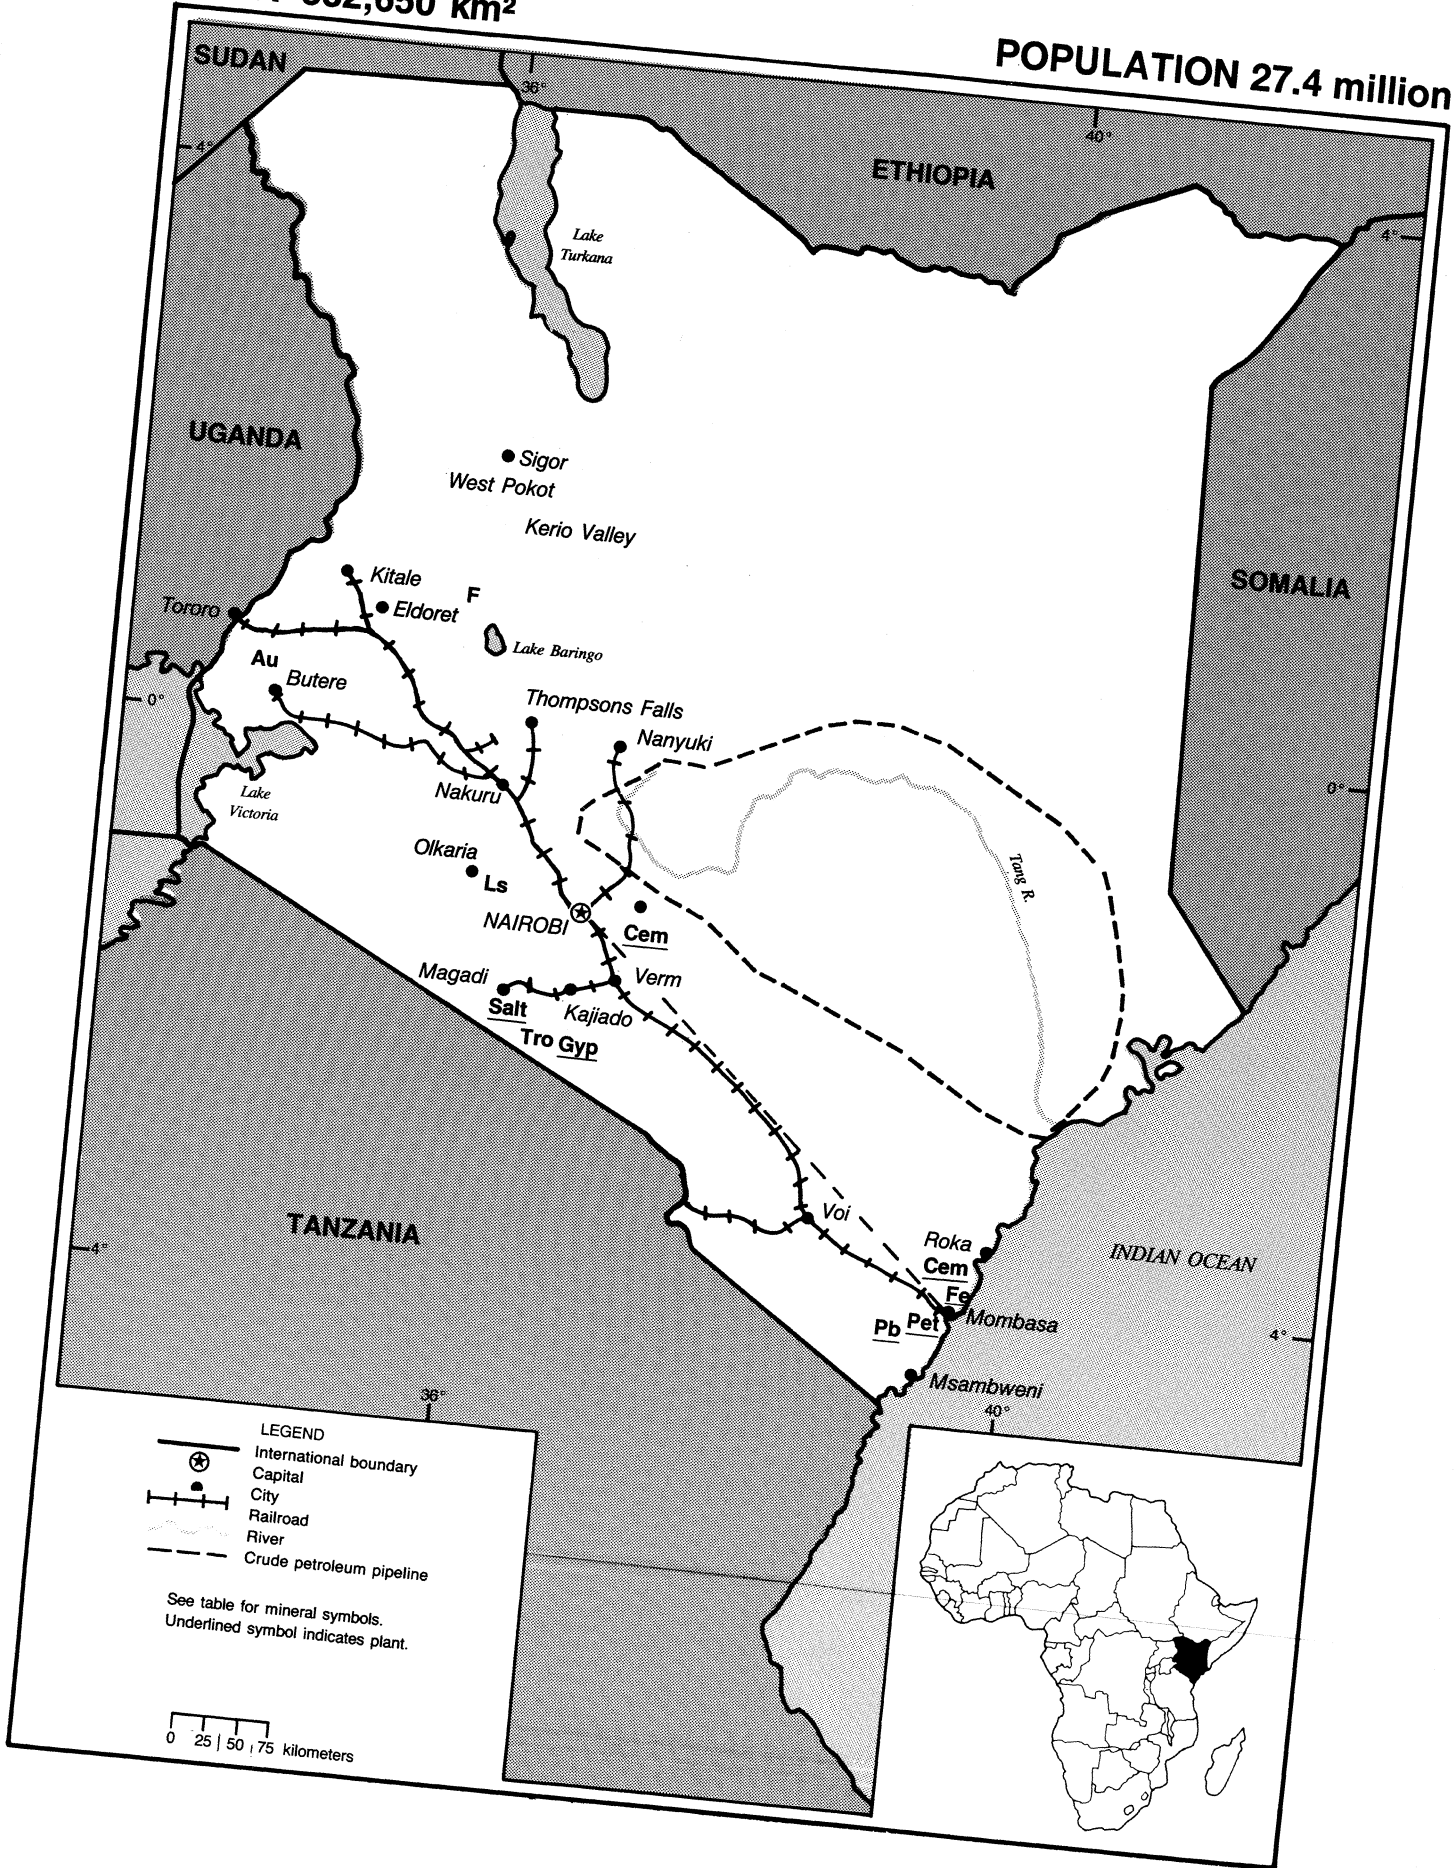 km²
POPULATION 27.4 million
SUDAN
36°
40°
4°
ETHIOPIA
4°
Lake
Turkana
UGANDA
Sigor
West Pokot
Kerio Valley
SOMALIA
Kitale
F
Tororo
Eldoret
Lake Baringo
Au
Butere
0°
Thompsons Falls
Nanyuki
Nakuru
0°
Lake
Victoria
Olkaria
Ls
Tang R.
NAIROBI
Cem
Magadi
Verm
Salt
Kajiado
Tro Gyp
TANZANIA
4°
Voi
Roka
Cem
INDIAN OCEAN
Fe
Mombasa
Pb Pet
4°
Msambweni
36°
40°
LEGEND
International boundary
Capital
City
Railroad
River
Crude petroleum pipeline
See table for mineral symbols.
Underlined symbol indicates plant.
0 25 50 75 kilometers